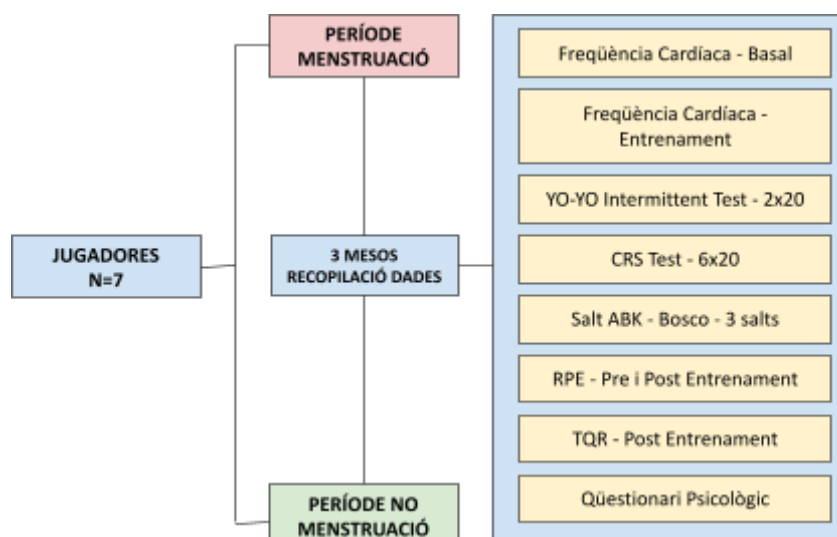 PERÍODE
MENSTRUACIÓ
JUGADORES
N=7
3 MESOS
RECOPILACIÓ DADES
PERÍODE NO
MENSTRUACIÓ
Freqüència Cardíaca - Basal
Freqüència Cardíaca -
Entrenament
YO-YO Intermittent Test - 2x20
CRS Test - 6x20
Salt ABK - Bosco - 3 salts
RPE - Pre i Post Entrenament
TQR - Post Entrenament
Qüestionari Psicològic